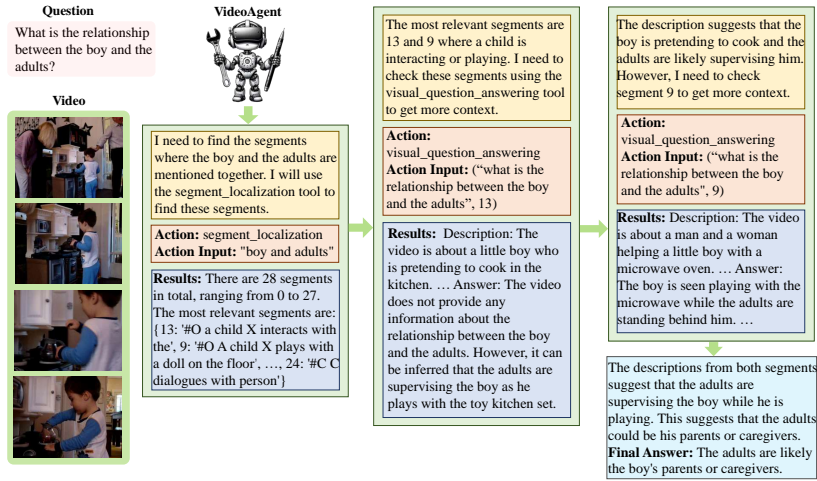 Question
What is the relationship
between the boy and the
adults?
Video
VideoAgent
I need to find the segments
where the boy and the adults are
mentioned together. I will use
the segment_localization tool to
find these segments.
Action: segment_localization
Action Input: "boy and adults"
Results: There are 28 segments
in total, ranging from 0 to 27.
The most relevant segments are:
{13: '#O a child X interacts with
the', 9: '#O A child X plays with
a doll on the floor', …, 24: '#C C
dialogues with person'}
The most relevant segments are
13 and 9 where a child is
interacting or playing. I need to
check these segments using the
visual_question_answering tool
to get more context.
Action:
visual_question_answering
Action Input: (“what is the
relationship between the boy
and the adults”, 13)
Results: Description: The
video is about a little boy who
is pretending to cook in the
kitchen. … Answer: The video
does not provide any
information about the
relationship between the boy
and the adults. However, it can
be inferred that the adults are
supervising the boy as he
plays with the toy kitchen set.
The description suggests that the
boy is pretending to cook and the
adults are likely supervising him.
However, I need to check
segment 9 to get more context.
Action:
visual_question_answering
Action Input: (“what is the
relationship between the boy
and the adults", 9)
Results: Description: The video
is about a man and a woman
helping a little boy with a
microwave oven. … Answer:
The boy is seen playing with the
microwave while the adults are
standing behind him. …
The descriptions from both segments
suggest that the adults are
supervising the boy while he is
playing. This suggests that the adults
could be his parents or caregivers.
Final Answer: The adults are likely
the boy's parents or caregivers.